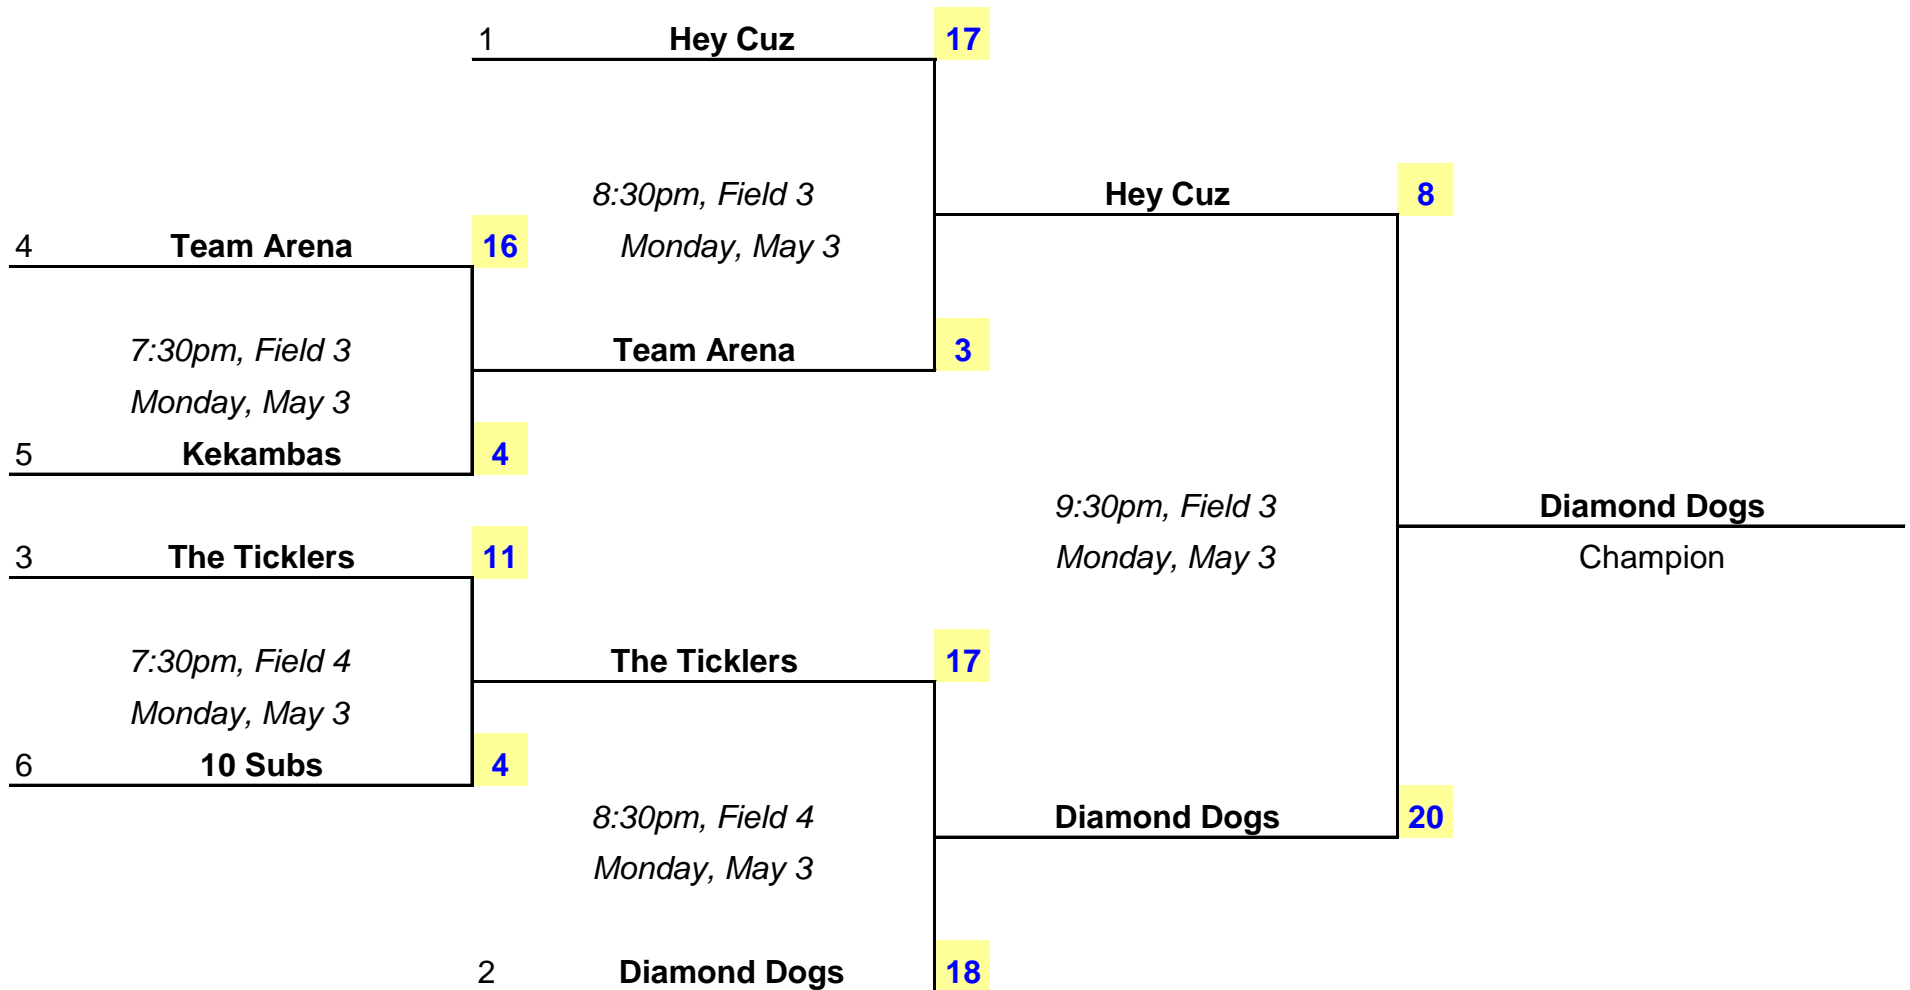 1 Hey Cuz 17
8:30pm, Field 3 Hey Cuz 8
4 Team Arena 16 Monday, May 3
7:30pm, Field 3 Team Arena 3
Monday, May 3
5 Kekambas 4
9:30pm, Field 3 Diamond Dogs
3 The Ticklers 11 Monday, May 3 Champion
7:30pm, Field 4 The Ticklers 17
Monday, May 3
6 10 Subs 4
8:30pm, Field 4 Diamond Dogs 20
Monday, May 3
2 Diamond Dogs 18